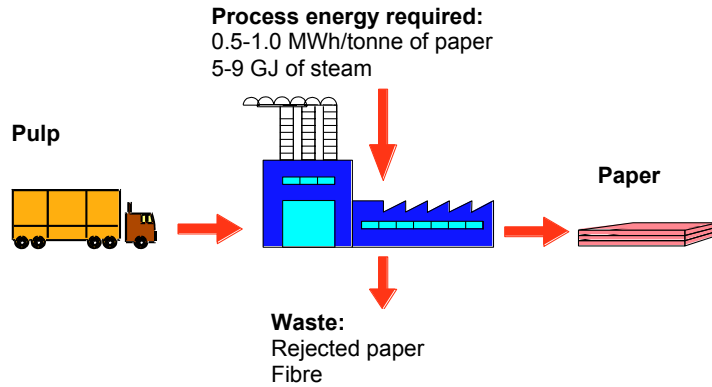 Process energy required:
0.5-1.0 MWh/tonne of paper
5-9 GJ of steam
Pulp
Paper
Waste:
Rejected paper
Fibre